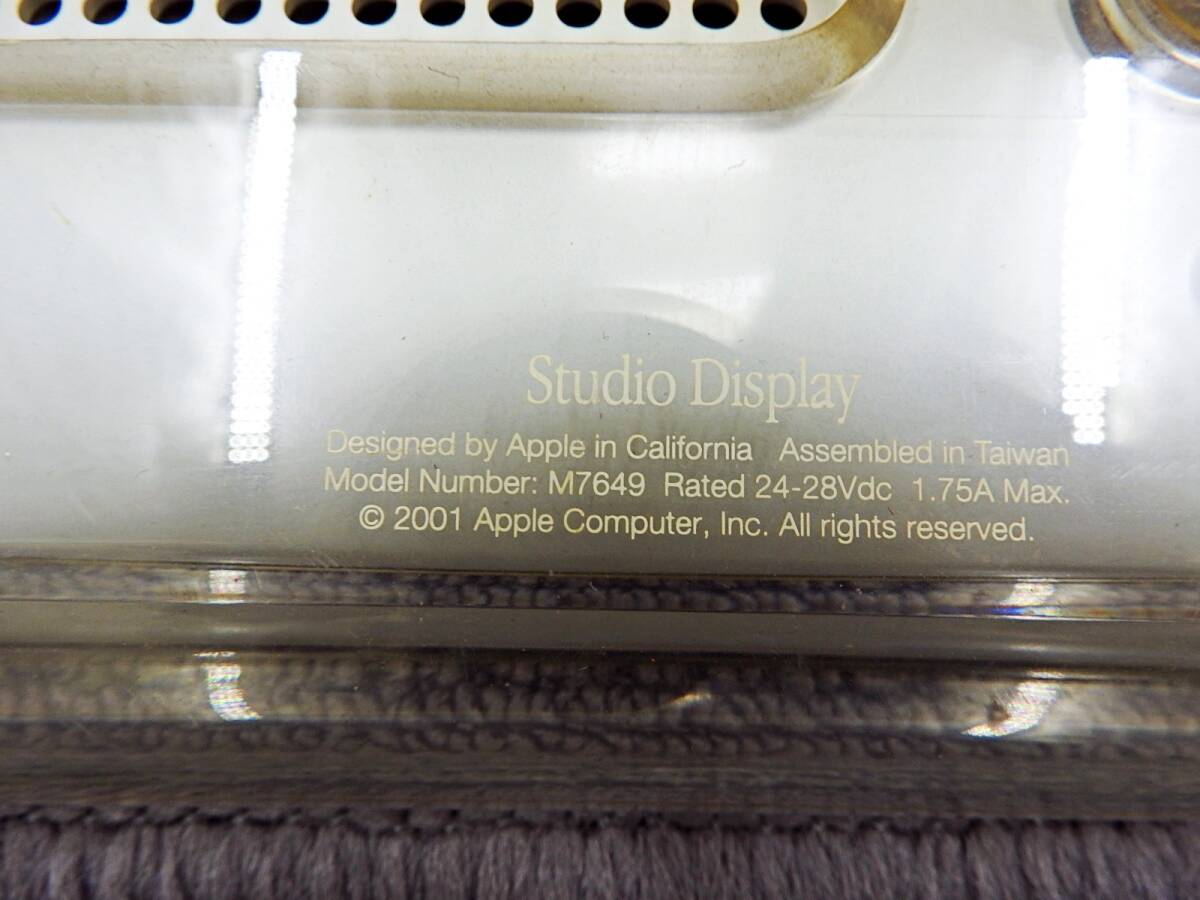 Studio Display
Designed by Apple in California   Assembled in Taiwan
Model Number: M7649  Rated 24-28Vdc  1.75A Max.
© 2001 Apple Computer, Inc. All rights reserved.